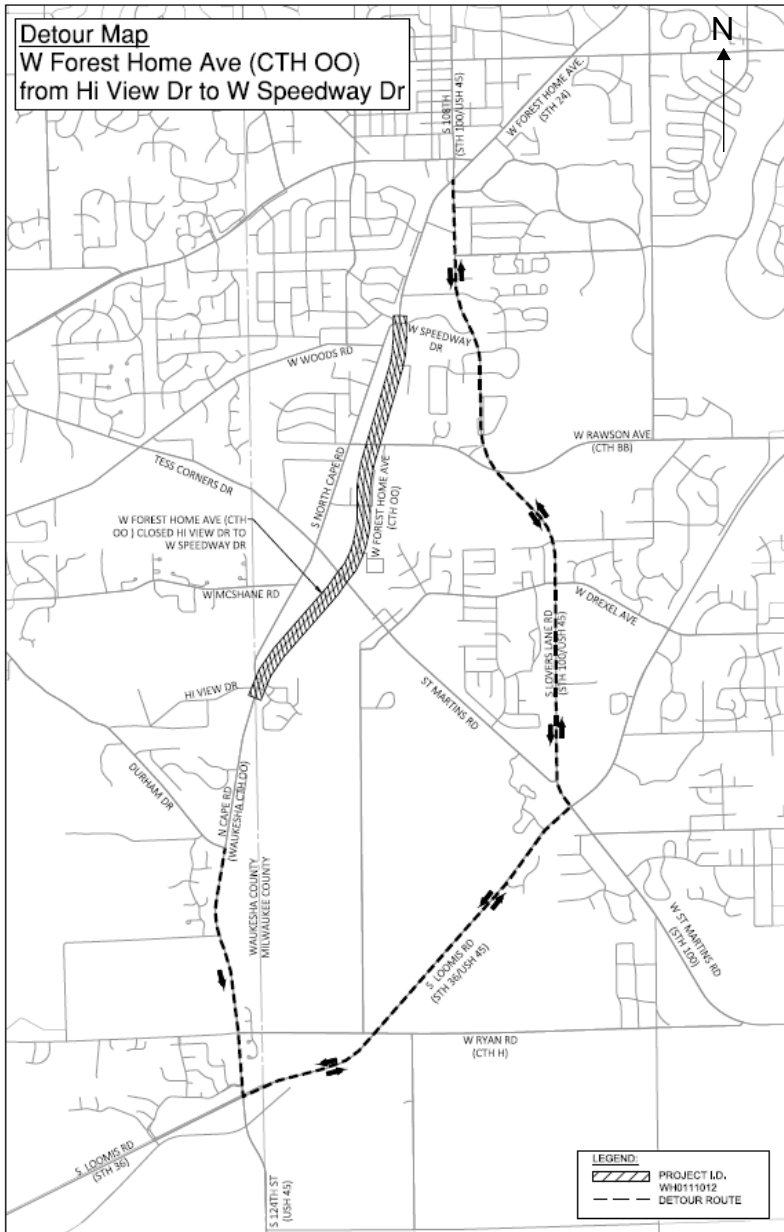 Detour Map
W Forest Home Ave (CTH OO)
from Hi View Dr to W Speedway Dr
N
S 108TH
(STH 100/USH 45)
W FOREST HOME AVE.
(STH 24)
W SPEEDWAY
DR
W WOODS RD
W RAWSON AVE
(CTH BB)
TESS CORNERS DR
S NORTH CAPE RD
W FOREST HOME AVE
(CTH OO)
W FOREST HOME AVE (CTH
OO ) CLOSED HI VIEW DR TO
W SPEEDWAY DR
W MCSHANE RD
W DREXEL AVE
S LOVERS LANE RD
(STH 100/USH 45)
HI VIEW DR
ST MARTINS RD
DURHAM DR
N CAPE RD
(WAUKESHA CTH OO)
WAUKESHA COUNTY
MILWAUKEE COUNTY
S LOOMIS RD
(STH 36/USH 45)
W ST MARTINS RD
(STH 100)
W RYAN RD
(CTH H)
S LOOMIS RD
(STH 36)
S 124TH ST
(USH 45)
LEGEND:
PROJECT I.D.
WH0111012
DETOUR ROUTE